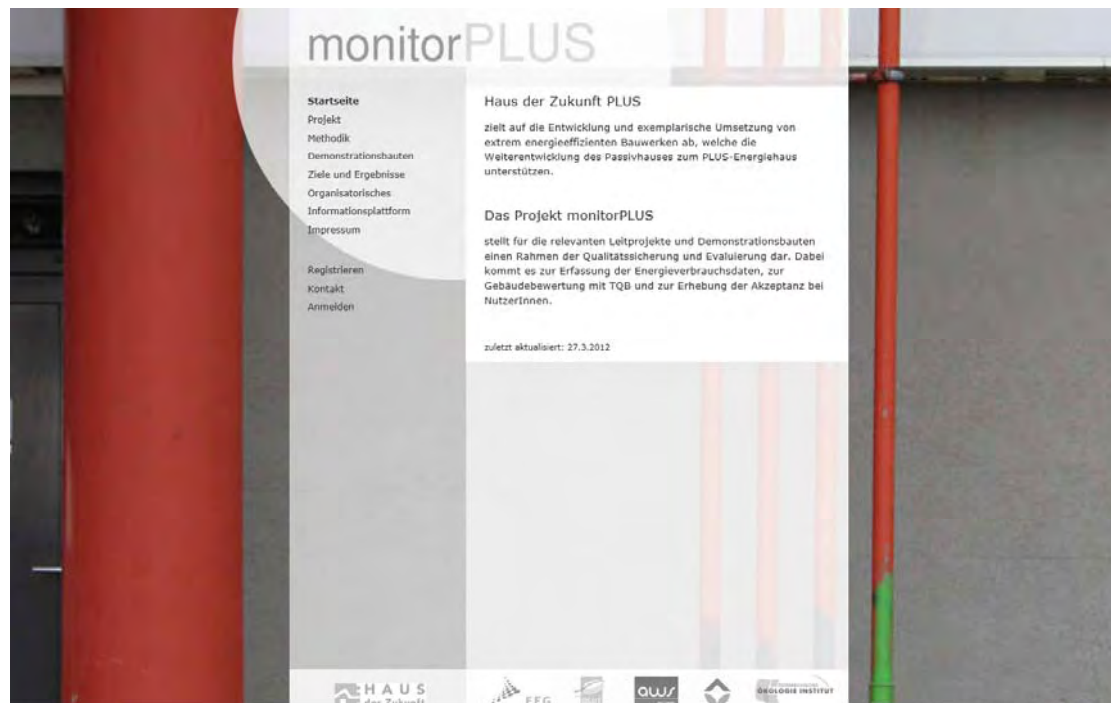 monitorPLUS
Startseite
Projekt
Methodik
Demonstrationsbauten
Ziele und Ergebnisse
Organisatorisches
Informationsplattform
Impressum
Registrieren
Kontakt
Anmelden
Haus der Zukunft PLUS
zielt auf die Entwicklung und exemplarische Umsetzung von
extrem energieeffizienten Bauwerken ab, welche die
Weiterentwicklung des Passivhauses zum PLUS-Energiehaus
unterstützen.
Das Projekt monitorPLUS
stellt für die relevanten Leitprojekte und Demonstrationsbauten
einen Rahmen der Qualitätssicherung und Evaluierung dar. Dabei
kommt es zur Erfassung der Energieverbrauchsdaten, zur
Gebäudebewertung mit TQB und zur Erhebung der Akzeptanz bei
NutzerInnen.
zuletzt aktualisiert: 27.3.2012
HAUS
der Zukunft
FFG
aws
ÖKOLOGIE INSTITUT